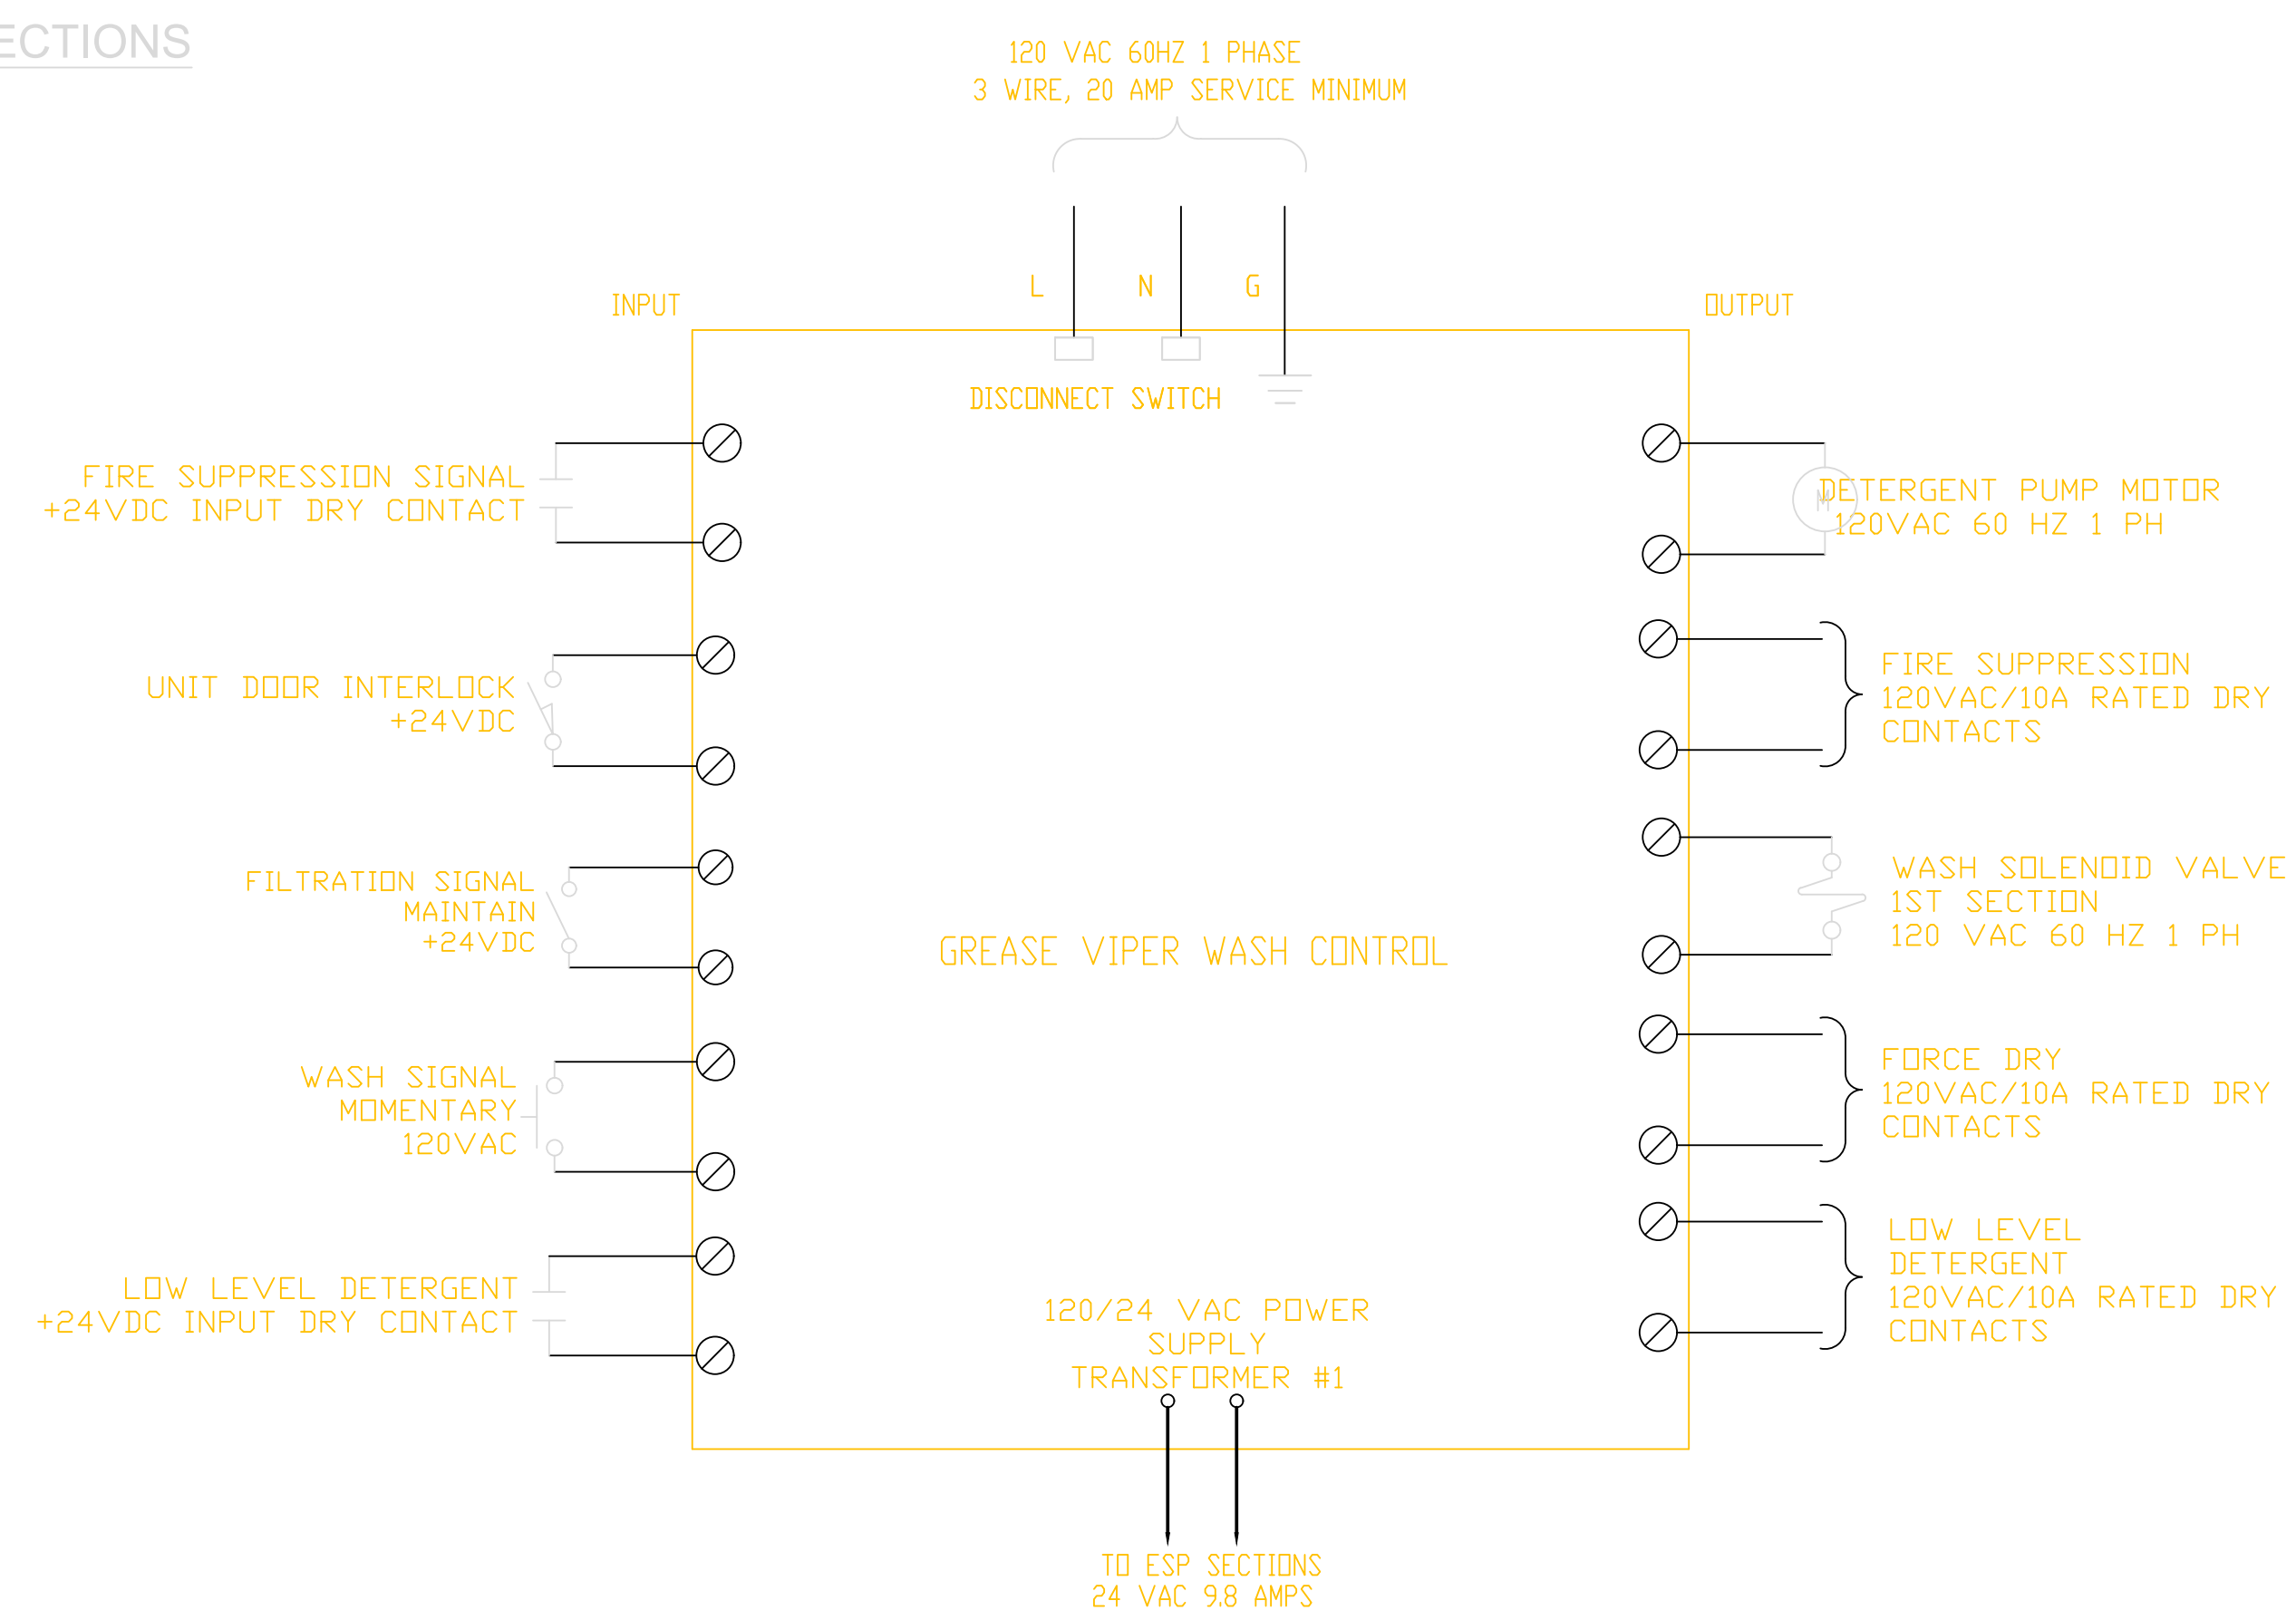 ECTIONS
120 VAC 60HZ 1 PHASE
3 WIRE, 20 AMP SERVICE MINIMUM
L N G
INPUT
OUTPUT
DISCONNECT SWITCH
FIRE SUPPRESSION SIGNAL
+24VDC INPUT DRY CONTACT
UNIT DOOR INTERLOCK
+24VDC
FILTRATION SIGNAL
MAINTAIN
+24VDC
WASH SIGNAL
MOMENTARY
120VAC
LOW LEVEL DETERGENT
+24VDC INPUT DRY CONTACT
GREASE VIPER WASH CONTROL
120/24 VAC POWER
SUPPLY
TRANSFORMER #1
TO ESP SECTIONS
24 VAC 9.8 AMPS
M
DETERGENT PUMP MOTOR
120VAC 60 HZ 1 PH
FIRE SUPPRESSION
120VAC/10A RATED DRY
CONTACTS
WASH SOLENOID VALVE
1ST SECTION
120 VAC 60 HZ 1 PH
FORCE DRY
120VAC/10A RATED DRY
CONTACTS
LOW LEVEL
DETERGENT
120VAC/10A RATED DRY
CONTACTS